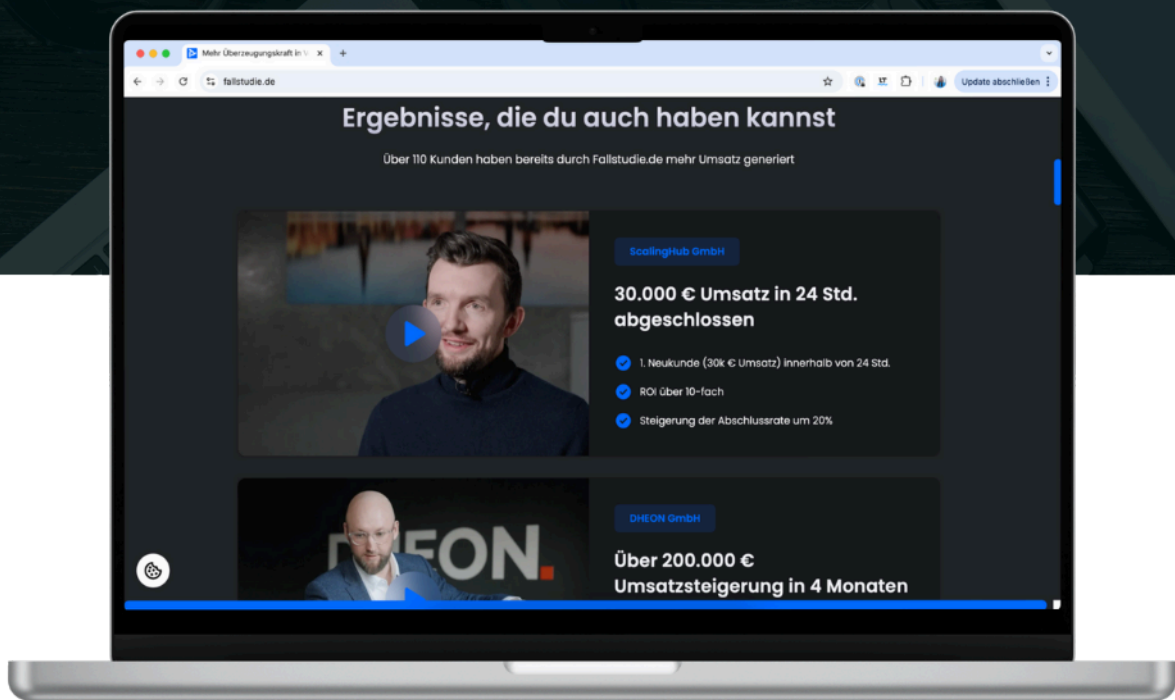 Mehr Überzeugungskraft in V
fallstudie.de
Update abschließen
Ergebnisse, die du auch haben kannst
Über 110 Kunden haben bereits durch Fallstudie.de mehr Umsatz generiert
ScalingHub GmbH
30.000 € Umsatz in 24 Std.
abgeschlossen
1. Neukunde (30k € Umsatz) innerhalb von 24 Std.
ROI über 10-fach
Steigerung der Abschlussrate um 20%
DHEON.
DHEON GmbH
Über 200.000 €
Umsatzsteigerung in 4 Monaten